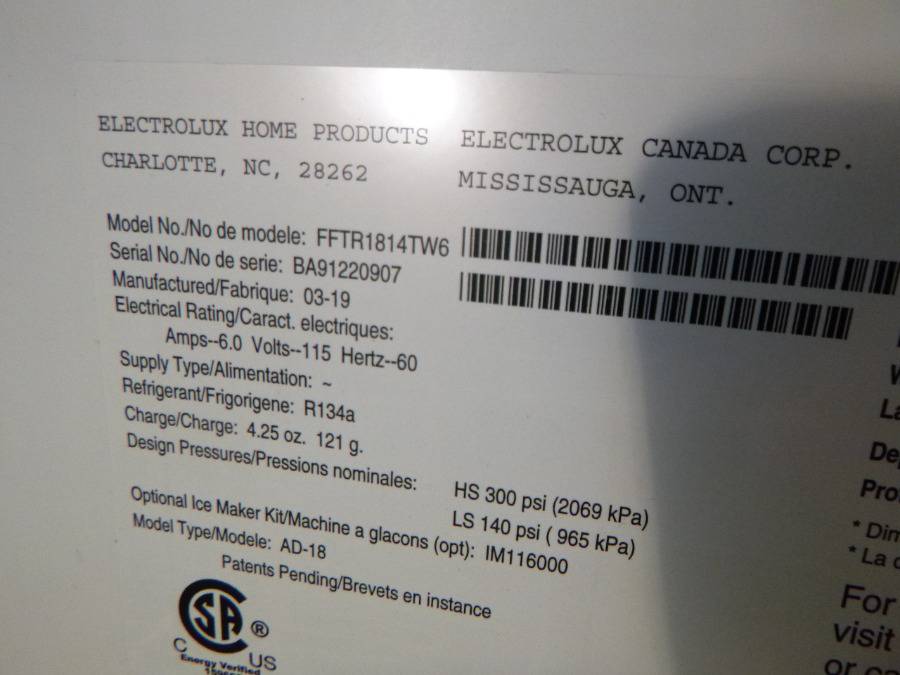 ELECTROLUX HOME PRODUCTS ELECTROLUX CANADA CORP.
CHARLOTTE, NC, 28262 MISSISSAUGA, ONT.
Model No./No de modele: FFTR1814TW6
Serial No./No de serie: BA91220907
Manufactured/Fabrique: 03-19
Electrical Rating/Caract. electriques:
Amps--6.0 Volts--115 Hertz--60
Supply Type/Alimentation: ~
Refrigerant/Frigorigene: R134a
Charge/Charge: 4.25 oz. 121 g.
Design Pressures/Pressions nominales: HS 300 psi (2069 kPa)
LS 140 psi ( 965 kPa)
Optional Ice Maker Kit/Machine a glacons (opt): IM116000
Model Type/Modele: AD-18
Patents Pending/Brevets en instance
CSA ®
C US
Energy Verified
* La
For
visit